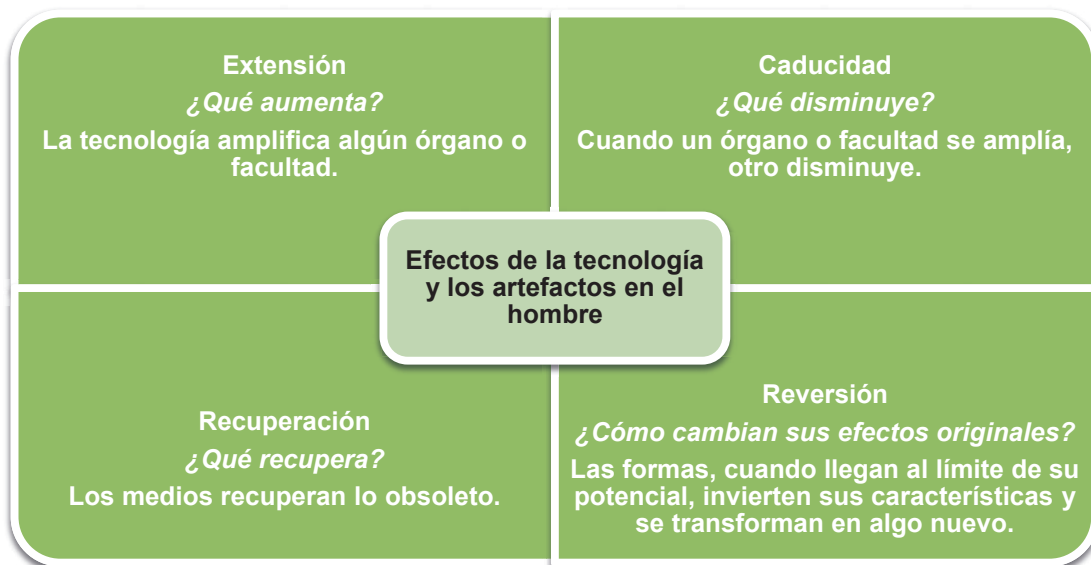 Extensión
¿Qué aumenta?
La tecnología amplifica algún órgano o
facultad.
Caducidad
¿Qué disminuye?
Cuando un órgano o facultad se amplía,
otro disminuye.
Efectos de la tecnología
y los artefactos en el
hombre
Recuperación
¿Qué recupera?
Los medios recuperan lo obsoleto.
Reversión
¿Cómo cambian sus efectos originales?
Las formas, cuando llegan al límite de su
potencial, invierten sus características y
se transforman en algo nuevo.